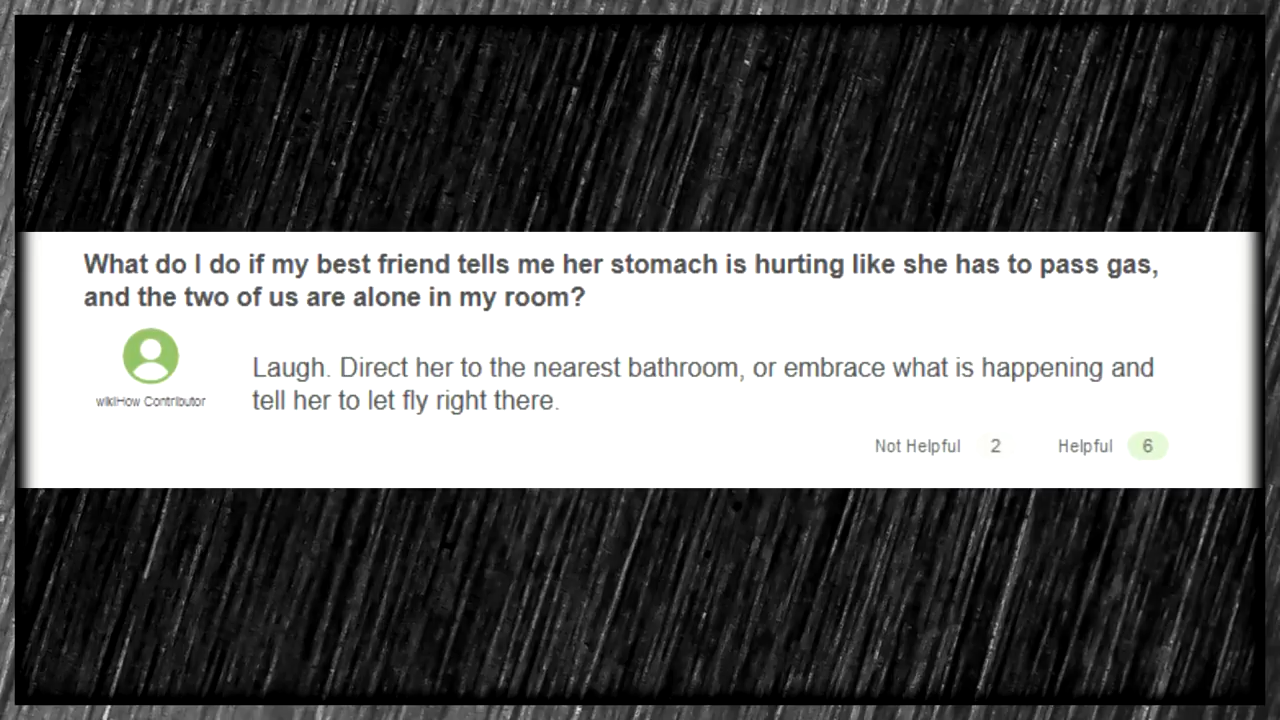 What do I do if my best friend tells me her stomach is hurting like she has to pass gas,
and the two of us are alone in my room?
wikiHow Contributor
Laugh. Direct her to the nearest bathroom, or embrace what is happening and
tell her to let fly right there.
Not Helpful 2 Helpful 6